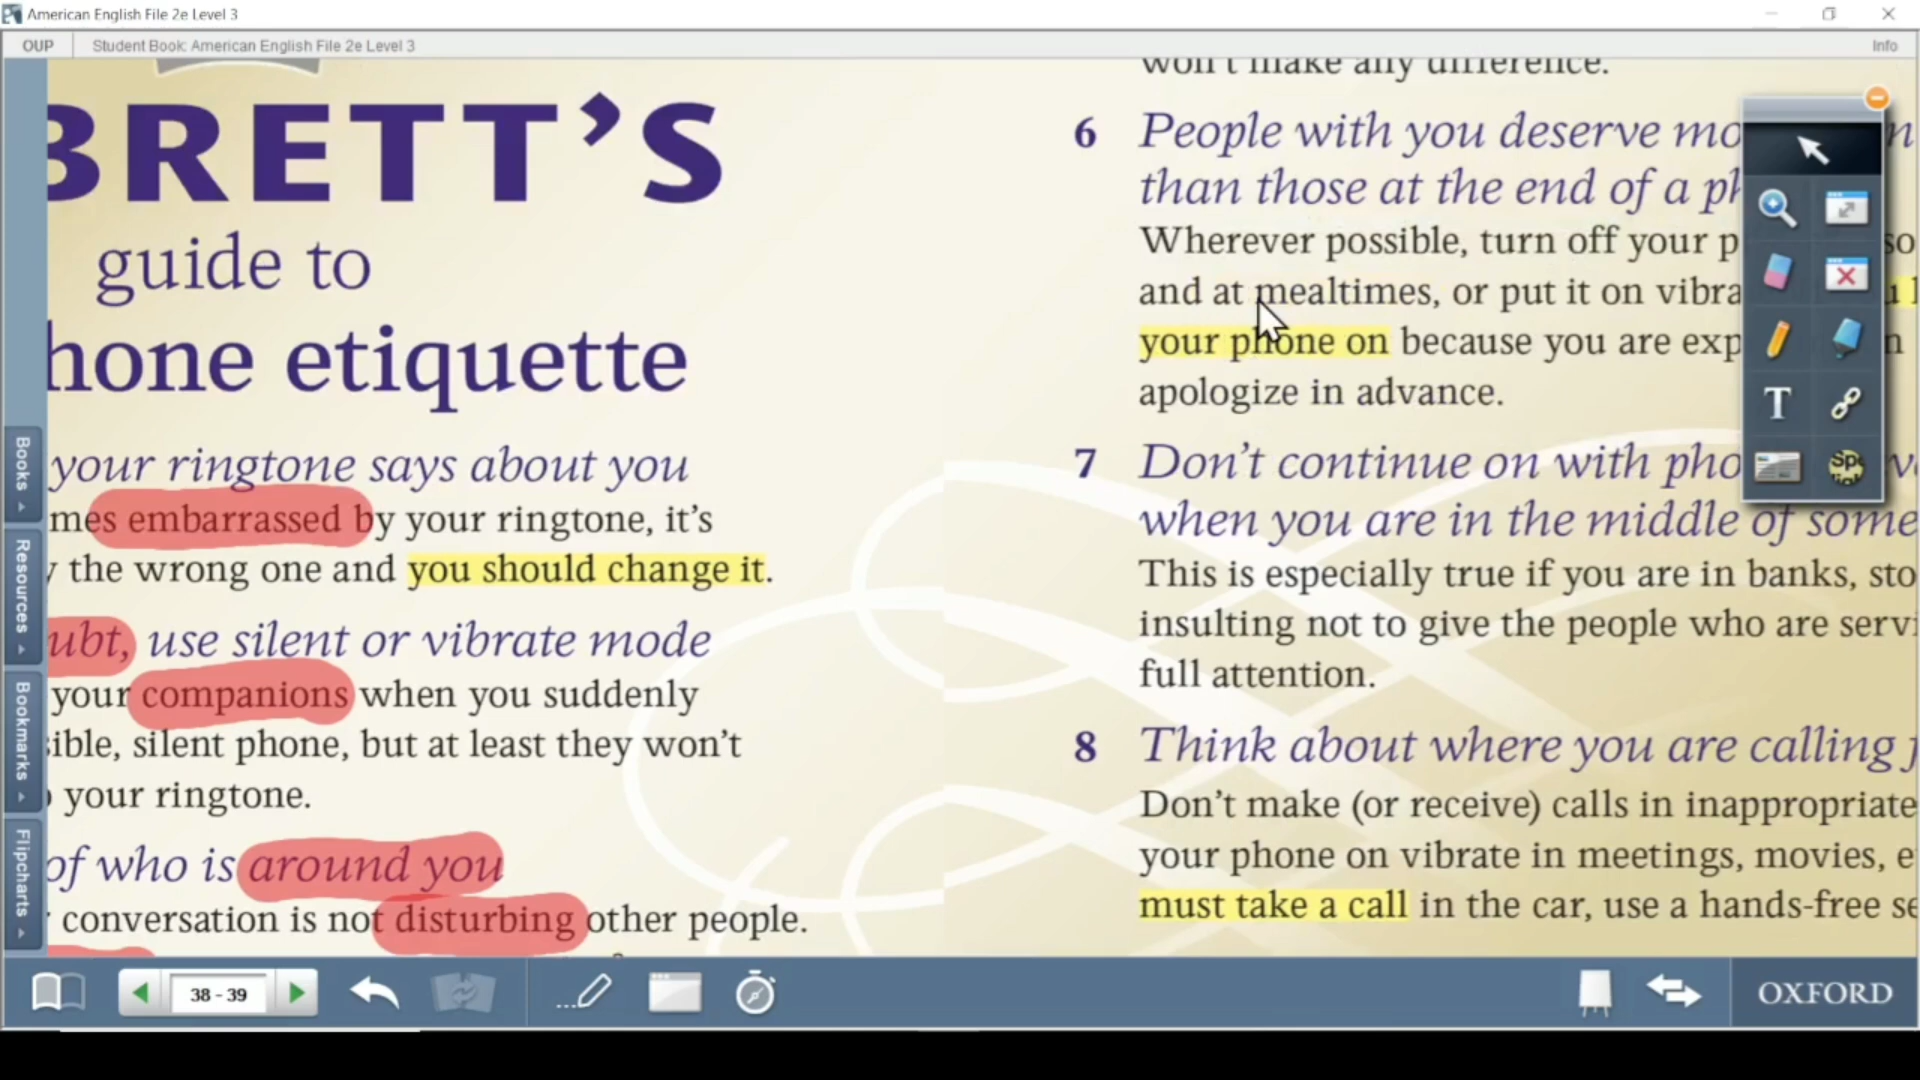 American English File 2e Level 3
OUP
Student Book: American English File 2e Level 3
Info
BRETT'S
guide to
hone etiquette
your ringtone says about you
mes embarrassed by your ringtone, it's
the wrong one and you should change it.
ubt, use silent or vibrate mode
your companions when you suddenly
sible, silent phone, but at least they won't
your ringtone.
of who is around you
conversation is not disturbing other people.
won't make any difference.
6 People with you deserve mo
than those at the end of a ph
Wherever possible, turn off your p so
and at mealtimes, or put it on vibra
your phone on because you are exp
apologize in advance.
7 Don't continue on with pho
when you are in the middle of some
This is especially true if you are in banks, sto
insulting not to give the people who are servi
full attention.
8 Think about where you are calling f
Don't make (or receive) calls in inappropriate
your phone on vibrate in meetings, movies, e
must take a call in the car, use a hands-free se
T
Books
Resources
Bookmarks
Flipcharts
38 - 39
OXFORD